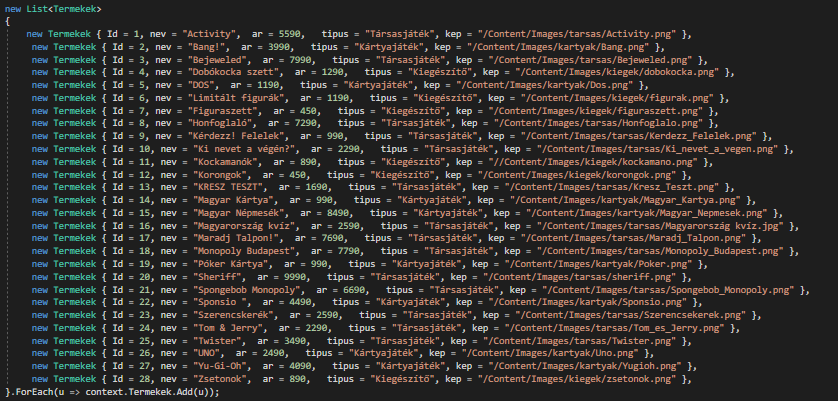 new List<Termekek>
{
new Termekek { Id = 1, nev = "Activity", ar = 5590, tipus = "Társasjáték", kep = "/Content/Images/tarsas/Activity.png" },
new Termekek { Id = 2, nev = "Bang!", ar = 3990, tipus = "Kártyajáték", kep = "/Content/Images/kartyak/Bang.png" },
new Termekek { Id = 3, nev = "Bejeweled", ar = 7990, tipus = "Társasjáték", kep = "/Content/Images/tarsas/Bejeweled.png" },
new Termekek { Id = 4, nev = "Dobókocka szett", ar = 1290, tipus = "Kiegészítő", kep = "/Content/Images/kiegek/dobokocka.png" },
new Termekek { Id = 5, nev = "DOS", ar = 1190, tipus = "Kártyajáték", kep = "/Content/Images/kartyak/Dos.png" },
new Termekek { Id = 6, nev = "Limitált figurák", ar = 1190, tipus = "Kiegészítő", kep = "/Content/Images/kiegek/figurak.png" },
new Termekek { Id = 7, nev = "Figuraszett", ar = 450, tipus = "Kiegészítő", kep = "/Content/Images/kiegek/figuraszett.png" },
new Termekek { Id = 8, nev = "Honfoglaló", ar = 7290, tipus = "Társasjáték", kep = "/Content/Images/tarsas/Honfoglalo.png" },
new Termekek { Id = 9, nev = "Kérdezz! Felelek", ar = 990, tipus = "Társasjáték", kep = "/Content/Images/tarsas/Kerdezz_Felelek.png" },
new Termekek { Id = 10, nev = "Ki nevet a végén?", ar = 2290, tipus = "Társasjáték", kep = "/Content/Images/tarsas/Ki_nevet_a_vegen.png" },
new Termekek { Id = 11, nev = "Kockamanók", ar = 890, tipus = "Kiegészítő", kep = "//Content/Images/kiegek/kockamano.png" },
new Termekek { Id = 12, nev = "Korongok", ar = 450, tipus = "Kiegészítő", kep = "/Content/Images/kiegek/korongok.png" },
new Termekek { Id = 13, nev = "KRESZ TESZT", ar = 1690, tipus = "Társasjáték", kep = "/Content/Images/tarsas/Kresz_Teszt.png" },
new Termekek { Id = 14, nev = "Magyar Kártya", ar = 990, tipus = "Kártyajáték", kep = "/Content/Images/kartyak/Magyar_Kartya.png" },
new Termekek { Id = 15, nev = "Magyar Népmesék", ar = 8490, tipus = "Kártyajáték", kep = "/Content/Images/kartyak/Magyar_Nepmesek.png" },
new Termekek { Id = 16, nev = "Magyarország kvíz", ar = 2590, tipus = "Társasjáték", kep = "/Content/Images/tarsas/Magyarország kvíz.jpg" },
new Termekek { Id = 17, nev = "Maradj Talpon!", ar = 7690, tipus = "Társasjáték", kep = "/Content/Images/tarsas/Maradj_Talpon.png" },
new Termekek { Id = 18, nev = "Monopoly Budapest", ar = 7790, tipus = "Társasjáték", kep = "/Content/Images/tarsas/Monopoly_Budapest.png" },
new Termekek { Id = 19, nev = "Póker Kártya", ar = 990, tipus = "Kártyajáték", kep = "/Content/Images/kartyak/Poker.png" },
new Termekek { Id = 20, nev = "Sheriff", ar = 9990, tipus = "Társasjáték", kep = "/Content/Images/tarsas/sheriff.png" },
new Termekek { Id = 21, nev = "Spongebob Monopoly", ar = 6690, tipus = "Társasjáték", kep = "/Content/Images/tarsas/Spongebob_Monopoly.png" },
new Termekek { Id = 22, nev = "Sponsio ", ar = 4490, tipus = "Kártyajáték", kep = "/Content/Images/kartyak/Sponsio.png" },
new Termekek { Id = 23, nev = "Szerencskerék", ar = 2590, tipus = "Társasjáték", kep = "/Content/Images/tarsas/Szerencsekerek.png" },
new Termekek { Id = 24, nev = "Tom & Jerry", ar = 2290, tipus = "Társasjáték", kep = "/Content/Images/tarsas/Tom_es_Jerry.png" },
new Termekek { Id = 25, nev = "Twister", ar = 3490, tipus = "Társasjáték", kep = "/Content/Images/tarsas/Twister.png" },
new Termekek { Id = 26, nev = "UNO", ar = 2490, tipus = "Kártyajáték", kep = "/Content/Images/kartyak/Uno.png" },
new Termekek { Id = 27, nev = "Yu-Gi-Oh", ar = 4090, tipus = "Kártyajáték", kep = "/Content/Images/kartyak/Yugioh.png" },
new Termekek { Id = 28, nev = "Zsetonok", ar = 890, tipus = "Kiegészítő", kep = "/Content/Images/kiegek/zsetonok.png" },
}.ForEach(u => context.Termekek.Add(u));